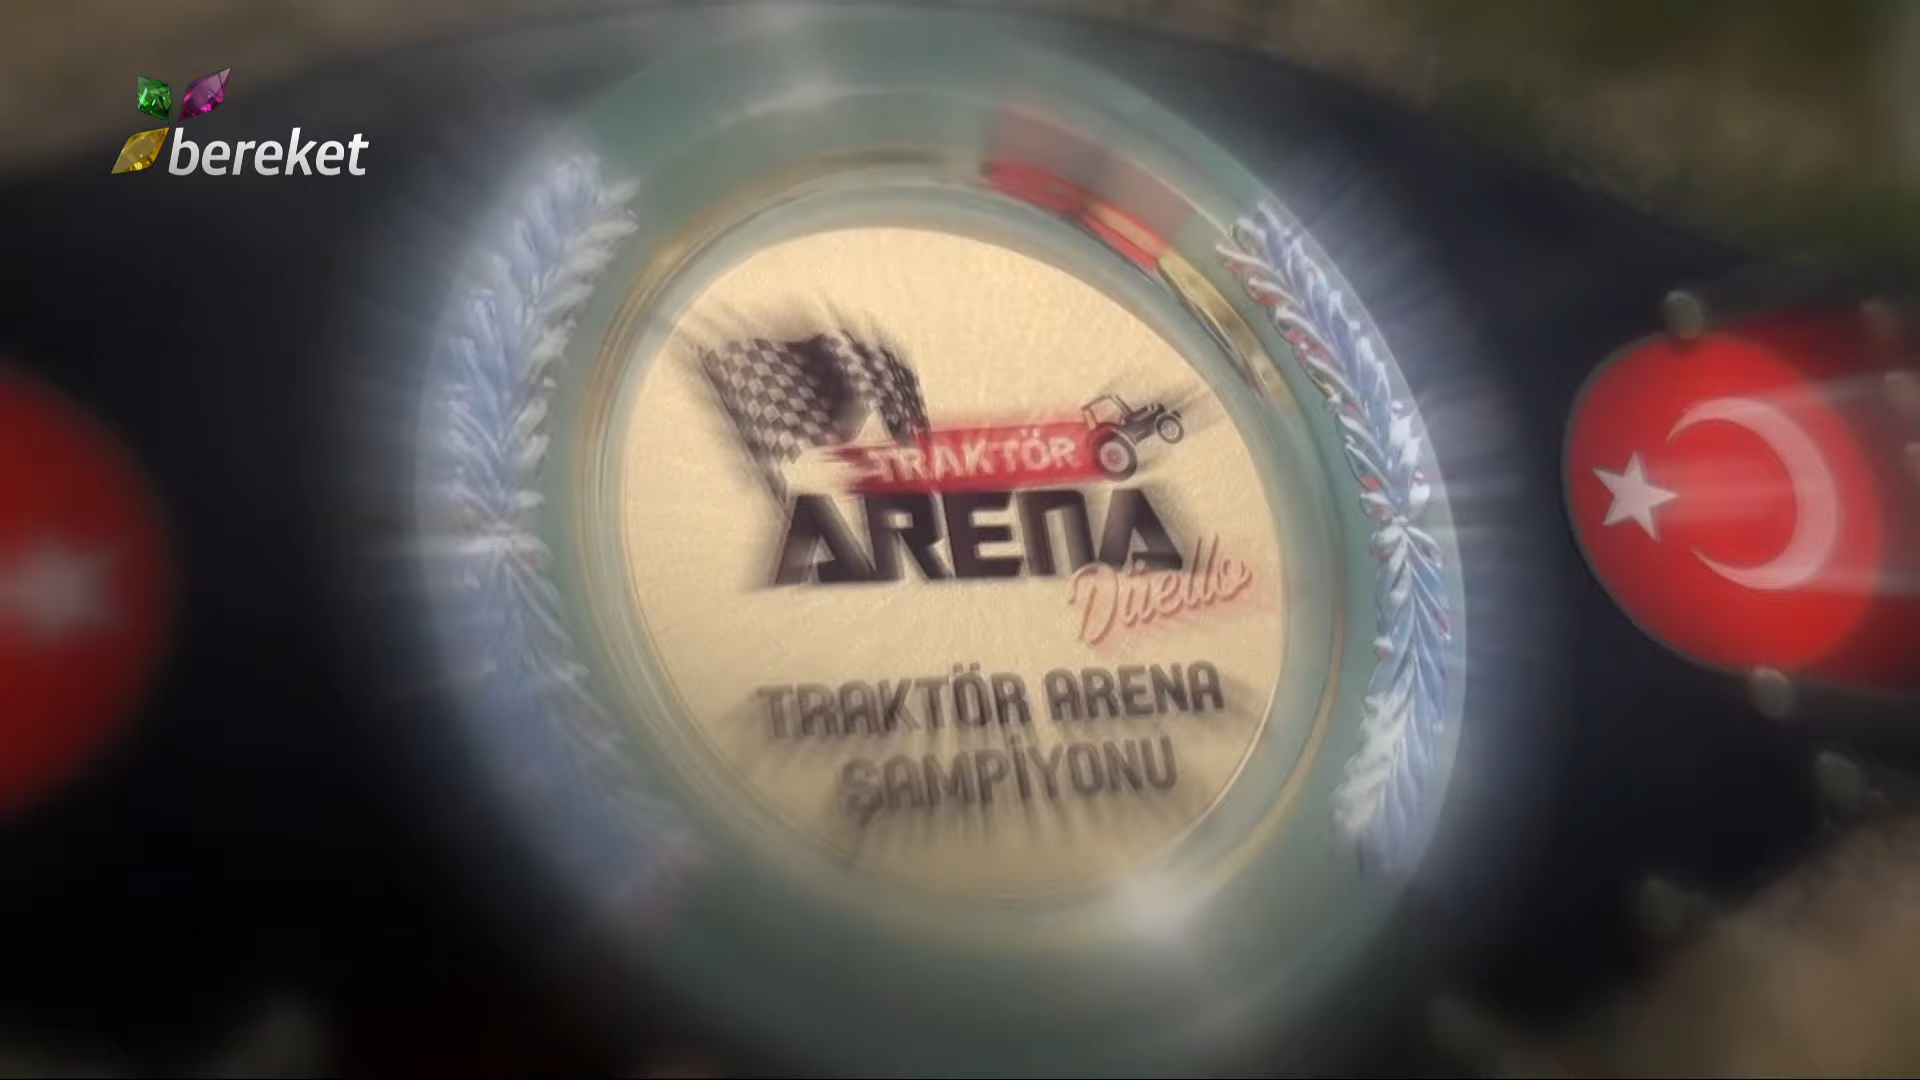 bereket
TRAKTÖR
ARENA
Düello
TRAKTÖR ARENA
ŞAMPİYONU